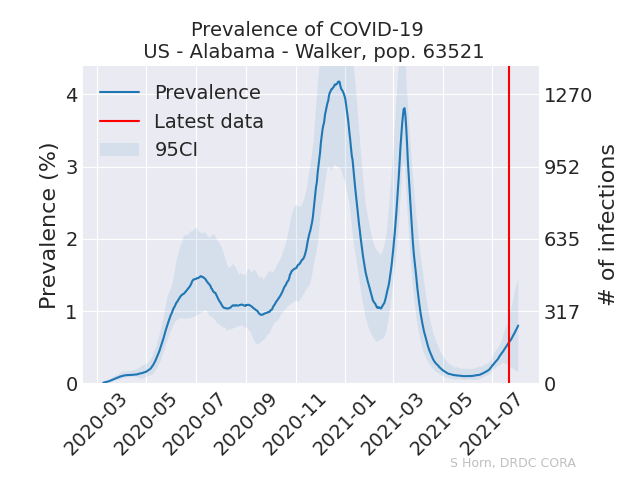 Prevalence of COVID-19
US - Alabama - Walker, pop. 63521
Prevalence
Latest data
95CI
Prevalence (%)
4
3
2
1
0
1270
952
635
317
0
# of infections
2020-03
2020-05
2020-07
2020-09
2020-11
2021-01
2021-03
2021-05
2021-07
S Horn, DRDC CORA